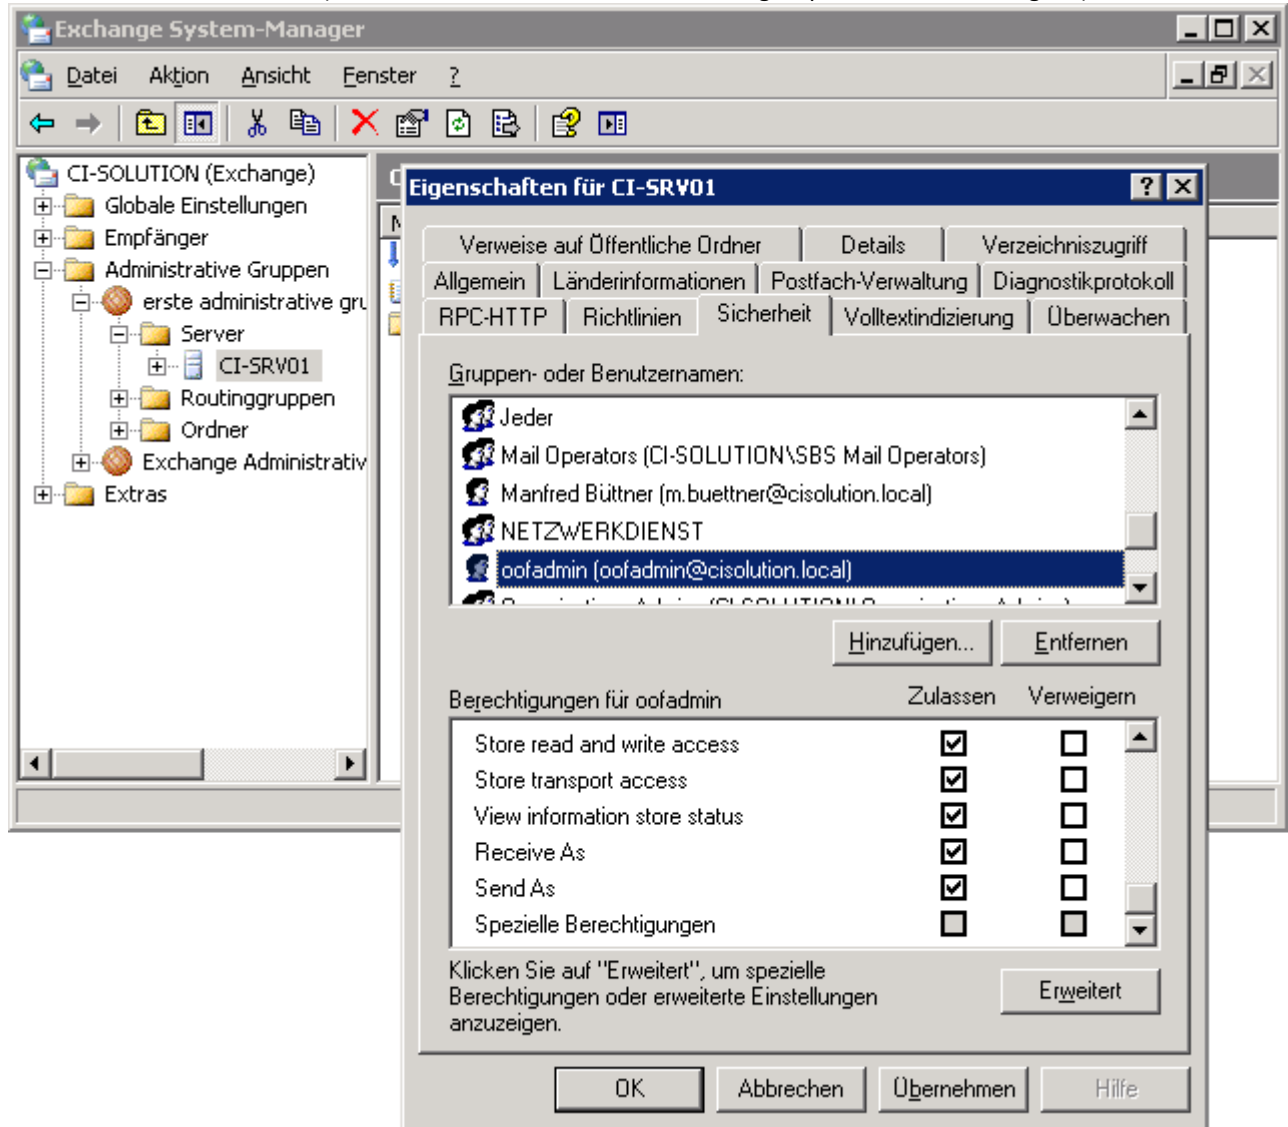 Exchange System-Manager
Datei Aktion Ansicht Fenster ?
CI-SOLUTION (Exchange)
Globale Einstellungen
Empfänger
Administrative Gruppen
erste administrative gru
Server
CI-SRV01
Routinggruppen
Ordner
Exchange Administrativ
Extras
Eigenschaften für CI-SRV01
Verweise auf Öffentliche Ordner Details Verzeichniszugriff
Allgemein Länderinformationen Postfach-Verwaltung Diagnostikprotokoll
RPC-HTTP Richtlinien Sicherheit Volltextindizierung Überwachen
Gruppen- oder Benutzernamen:
Jeder
Mail Operators (CI-SOLUTION\SBS Mail Operators)
Manfred Büttner (m.buettner@cisolution.local)
NETZWERKDIENST
oofadmin (oofadmin@cisolution.local)
Hinzufügen... Entfernen
Berechtigungen für oofadmin Zulassen Verweigern
Store read and write access
Store transport access
View information store status
Receive As
Send As
Spezielle Berechtigungen
Klicken Sie auf "Erweitert", um spezielle
Berechtigungen oder erweiterte Einstellungen
anzuzeigen.
Erweitert
OK Abbrechen Übernehmen Hilfe